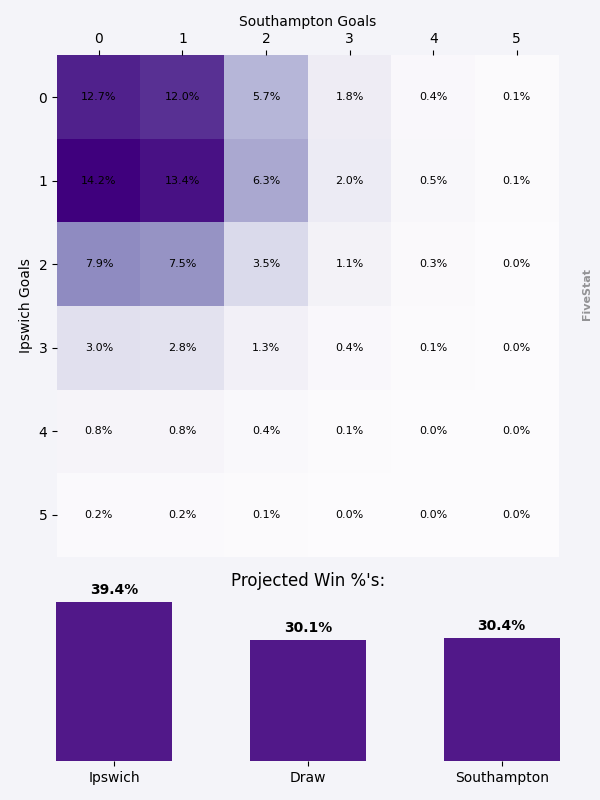 Southampton Goals
0 1 2 3 4 5
0 12.7% 12.0% 5.7% 1.8% 0.4% 0.1%
1 14.2% 13.4% 6.3% 2.0% 0.5% 0.1%
2 7.9% 7.5% 3.5% 1.1% 0.3% 0.0%
3 3.0% 2.8% 1.3% 0.4% 0.1% 0.0%
4 0.8% 0.8% 0.4% 0.1% 0.0% 0.0%
5 0.2% 0.2% 0.1% 0.0% 0.0% 0.0%
Ipswich Goals
FiveStat
Projected Win %'s:
39.4% 30.1% 30.4%
Ipswich Draw Southampton